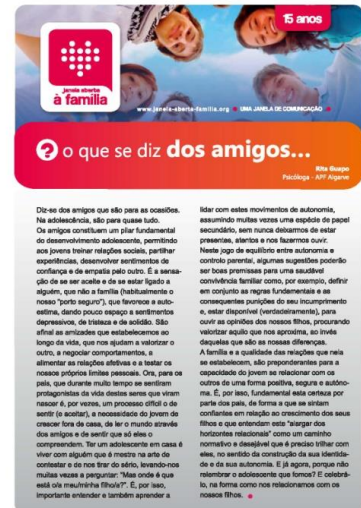 15 anos
janela aberta
à família
www.janela-aberta-familia.org ● UMA JANELA DE COMUNICAÇÃO
? o que se diz dos amigos...
Rita Guapo
Psicóloga - APF Algarve
Diz-se dos amigos que são para as ocasiões.
Na adolescência, são para quase tudo.
Os amigos constituem um pilar fundamental
do desenvolvimento adolescente, permitindo
aos jovens treinar relações sociais, partilhar
experiências, desenvolver sentimentos de
confiança e de empatia pelo outro. É a sensa-
ção de se ser aceite e de se estar ligado a
alguém, que não a família (habitualmente o
nosso "porto seguro"), que favorece a auto-
estima, dando pouco espaço a sentimentos
depressivos, de tristeza e de solidão. São
afinal as amizades que estabelecemos ao
longo da vida, que nos ajudam a valorizar o
outro, a negociar comportamentos, a
alimentar as relações afetivas e a testar os
nossos próprios limites pessoais. Ora, para os
pais, que durante muito tempo se sentiram
protagonistas da vida destes seres que viram
nascer é, por vezes, um processo difícil o de
sentir (e aceitar), a necessidade do jovem de
crescer fora de casa, de ler o mundo através
dos amigos e de sentir que só eles o
compreendem. Ter um adolescente em casa é
viver com alguém que é mestre na arte de
contestar e de nos tirar do sério, levando-nos
muitas vezes a perguntar: "Mas onde é que
está o/a meu/minha filho/a?". É, por isso,
importante entender e também aprender a
lidar com estes movimentos de autonomia,
assumindo muitas vezes uma espécie de papel
secundário, sem nunca deixarmos de estar
presentes, atentos e nos fazermos ouvir.
Neste jogo de equilíbrio entre autonomia e
controlo parental, algumas sugestões poderão
ser boas premissas para uma saudável
convivência familiar como, por exemplo, definir
em conjunto as regras fundamentais e as
consequentes punições do seu incumprimento
e, estar disponível (verdadeiramente), para
ouvir as opiniões dos nossos filhos, procurando
valorizar aquilo que nos aproxima, ao invés
daquelas que são as nossas diferenças.
A família e a qualidade das relações que nela
se estabelecem, são preponderantes para a
capacidade do jovem se relacionar com os
outros de uma forma positiva, segura e autóno-
ma. É, por isso, fundamental esta certeza por
parte dos pais, de forma a que se sintam
confiantes em relação ao crescimento dos seus
filhos e que entendam este "alargar dos
horizontes relacionais" como um caminho
normativo e desejável que é preciso trilhar com
eles, no sentido da construção da sua identida-
de e da sua autonomia. E já agora, porque não
relembrar o adolescente que fomos? E celebrá-
lo, na forma como nos relacionamos com os
nossos filhos. ●